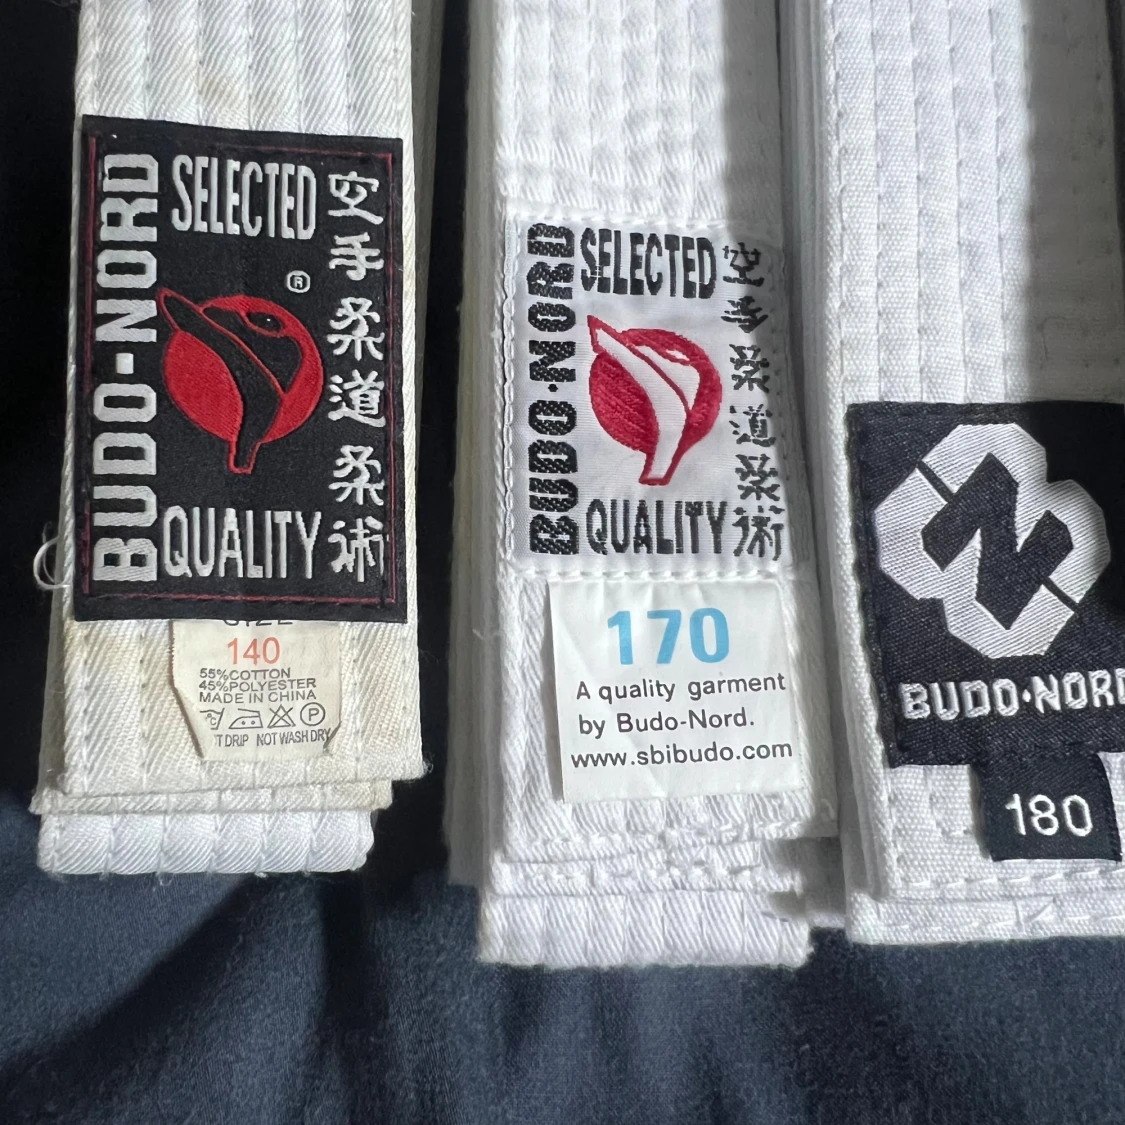 BUDO-NORD
SELECTED
®
QUALITY
空手柔道柔術
140
55%COTTON
45%POLYESTER
MADE IN CHINA
NOT WASH DRY
BUDO·NORD
SELECTED
QUALITY
空手柔道柔術
170
A quality garment
by Budo-Nord.
www.sbibudo.com
N
BUDO·NORD
180